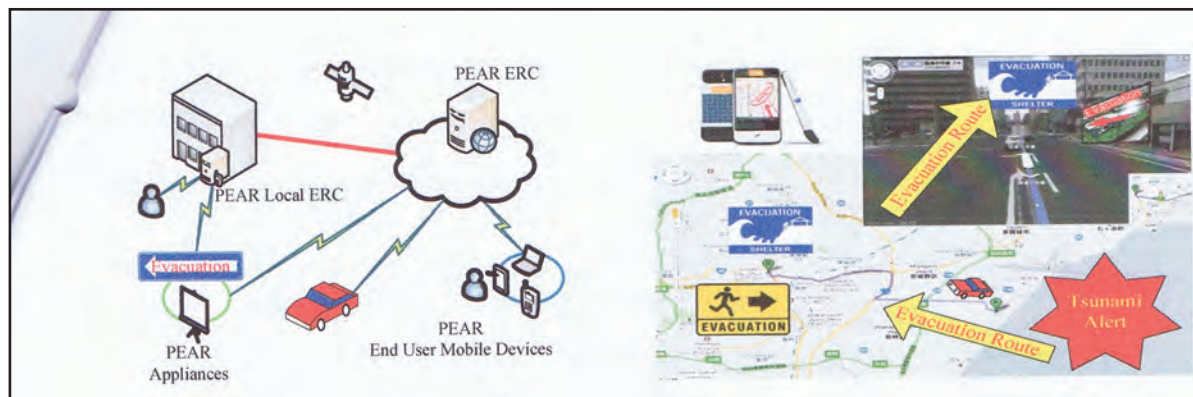 PEAR ERC
PEAR Local ERC
Evacuation
PEAR
Appliances
PEAR
End User Mobile Devices
EVACUATION
SHELTER
Evacuation
Evacuation Route
EVACUATION
SHELTER
EVACUATION
Evacuation Route
Tsunami
Alert